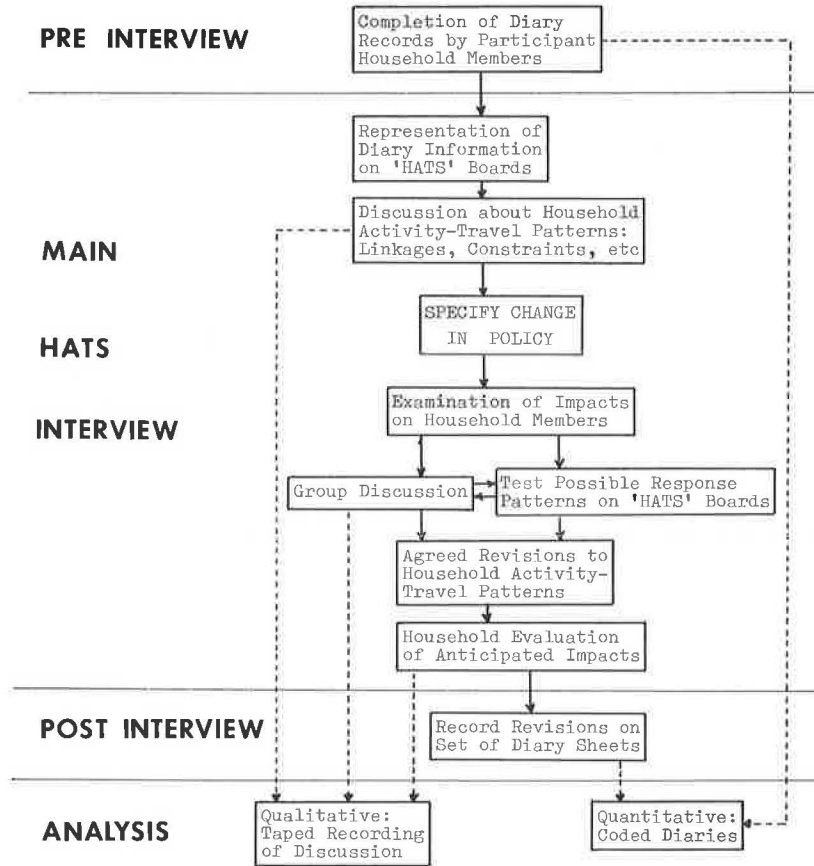 PRE INTERVIEW
Completion of Diary
Records by Participant
Household Members
Representation of
Diary Information
on 'HATS' Boards
Discussion about Household
Activity-Travel Patterns:
Linkages, Constraints, etc
MAIN
HATS
INTERVIEW
SPECIFY CHANGE
IN POLICY
Examination of Impacts
on Household Members
Group Discussion
Test Possible Response
Patterns on 'HATS' Boards
Agreed Revisions to
Household Activity-
Travel Patterns
Household Evaluation
of Anticipated Impacts
POST INTERVIEW
Record Revisions on
Set of Diary Sheets
ANALYSIS
Qualitative:
Taped Recording
of Discussion
Quantitative:
Coded Diaries